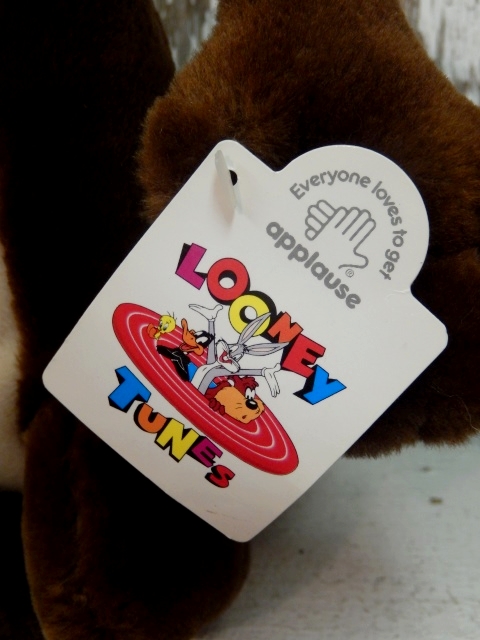 Everyone loves to get
applause
®
LOONEY
TUNES